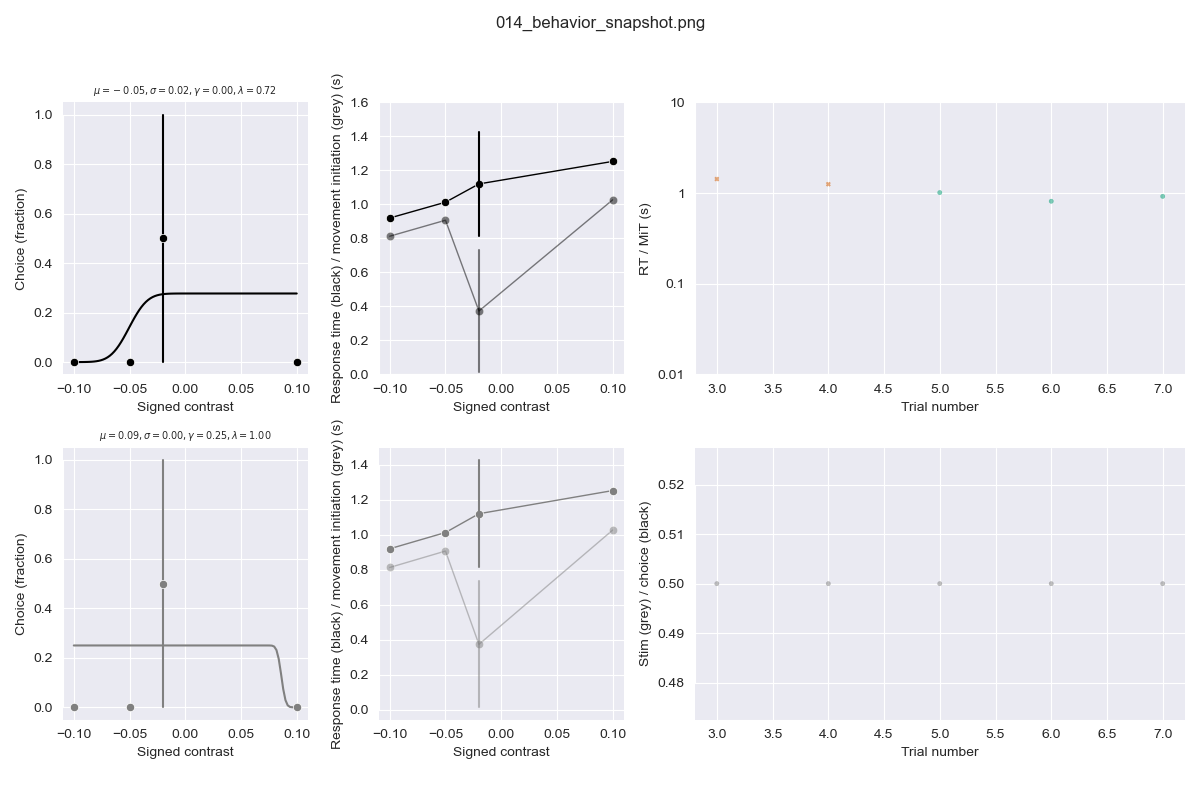 014_behavior_snapshot.png
μ = − 0.05, σ = 0.02, γ = 0.00, λ = 0.72
Choice (fraction)
1.0
0.8
0.6
0.4
0.2
0.0
−0.10 −0.05 0.00 0.05 0.10
Signed contrast
Response time (black) / movement initiation (grey) (s)
1.6
1.4
1.2
1.0
0.8
0.6
0.4
0.2
0.0
−0.10 −0.05 0.00 0.05 0.10
Signed contrast
RT / MiT (s)
10
1
0.1
0.01
3.0 3.5 4.0 4.5 5.0 5.5 6.0 6.5 7.0
Trial number
μ = 0.09, σ = 0.00, γ = 0.25, λ = 1.00
Choice (fraction)
1.0
0.8
0.6
0.4
0.2
0.0
−0.10 −0.05 0.00 0.05 0.10
Signed contrast
Response time (black) / movement initiation (grey) (s)
1.4
1.2
1.0
0.8
0.6
0.4
0.2
0.0
−0.10 −0.05 0.00 0.05 0.10
Signed contrast
Stim (grey) / choice (black)
0.52
0.51
0.50
0.49
0.48
3.0 3.5 4.0 4.5 5.0 5.5 6.0 6.5 7.0
Trial number